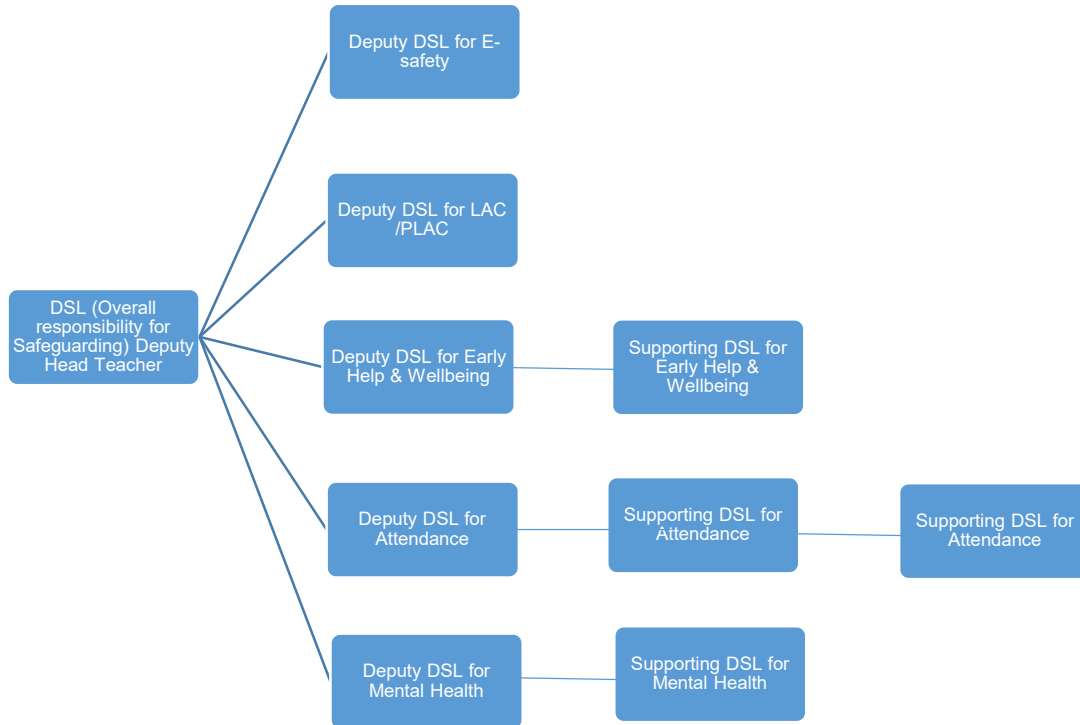 Deputy DSL for E-
safety
Deputy DSL for LAC
/PLAC
DSL (Overall
responsibility for
Safeguarding) Deputy
Head Teacher
Deputy DSL for Early
Help & Wellbeing
Supporting DSL for
Early Help &
Wellbeing
Deputy DSL for
Attendance
Supporting DSL for
Attendance
Supporting DSL for
Attendance
Deputy DSL for
Mental Health
Supporting DSL for
Mental Health